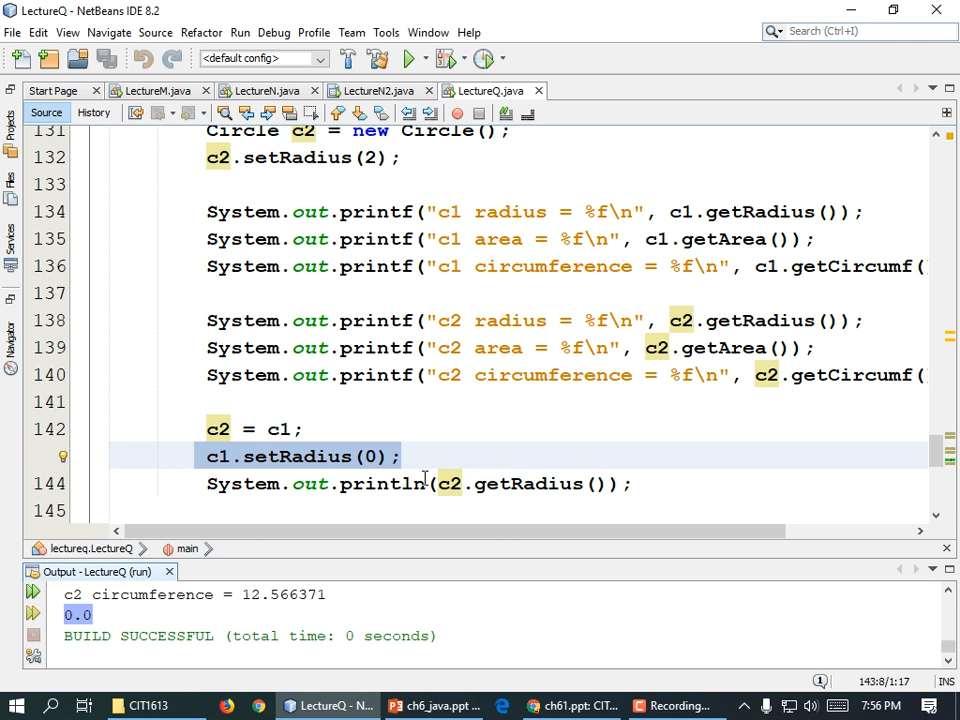 LectureQ - NetBeans IDE 8.2
File Edit View Navigate Source Refactor Run Debug Profile Team Tools Window Help
Search (Ctrl+I)
<default config>
Start Page LectureM.java LectureN.java LectureN2.java LectureQ.java
Source History
Projects
Files
Services
Navigator
131 Circle c2 = new Circle();
132 c2.setRadius(2);
133
134 System.out.printf("c1 radius = %f\n", c1.getRadius());
135 System.out.printf("c1 area = %f\n", c1.getArea());
136 System.out.printf("c1 circumference = %f\n", c1.getCircumf(
137
138 System.out.printf("c2 radius = %f\n", c2.getRadius());
139 System.out.printf("c2 area = %f\n", c2.getArea());
140 System.out.printf("c2 circumference = %f\n", c2.getCircumf(
141
142 c2 = c1;
c1.setRadius(0);
144 System.out.println(c2.getRadius());
145
lectureq.LectureQ main
Output - LectureQ (run)
c2 circumference = 12.566371
0.0
BUILD SUCCESSFUL (total time: 0 seconds)
1 143:8/1:17 INS
CIT1613 LectureQ - N... ch6_java.ppt ... ch61.ppt: CIT... Recording... 7:56 PM